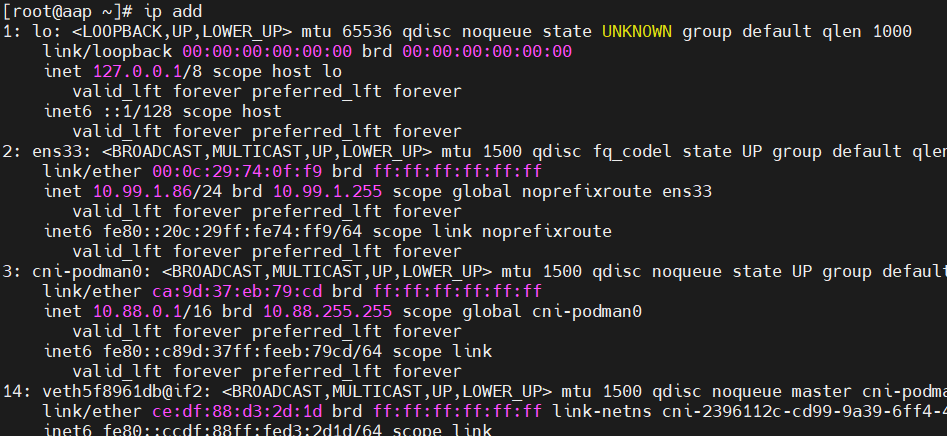 [root@aap ~]# ip add
1: lo: <LOOPBACK,UP,LOWER_UP> mtu 65536 qdisc noqueue state UNKNOWN group default qlen 1000
link/loopback 00:00:00:00:00:00 brd 00:00:00:00:00:00
inet 127.0.0.1/8 scope host lo
valid_lft forever preferred_lft forever
inet6 ::1/128 scope host
valid_lft forever preferred_lft forever
2: ens33: <BROADCAST,MULTICAST,UP,LOWER_UP> mtu 1500 qdisc fq_codel state UP group default qlen
link/ether 00:0c:29:74:0f:f9 brd ff:ff:ff:ff:ff:ff
inet 10.99.1.86/24 brd 10.99.1.255 scope global noprefixroute ens33
valid_lft forever preferred_lft forever
inet6 fe80::20c:29ff:fe74:ff9/64 scope link noprefixroute
valid_lft forever preferred_lft forever
3: cni-podman0: <BROADCAST,MULTICAST,UP,LOWER_UP> mtu 1500 qdisc noqueue state UP group default
link/ether ca:9d:37:eb:79:cd brd ff:ff:ff:ff:ff:ff
inet 10.88.0.1/16 brd 10.88.255.255 scope global cni-podman0
valid_lft forever preferred_lft forever
inet6 fe80::c89d:37ff:feeb:79cd/64 scope link
valid_lft forever preferred_lft forever
14: veth5f8961db@if2: <BROADCAST,MULTICAST,UP,LOWER_UP> mtu 1500 qdisc noqueue master cni-podma
link/ether ce:df:88:d3:2d:1d brd ff:ff:ff:ff:ff:ff link-netns cni-2396112c-cd99-9a39-6ff4-4
inet6 fe80::ccdf:88ff:fed3:2d1d/64 scope link